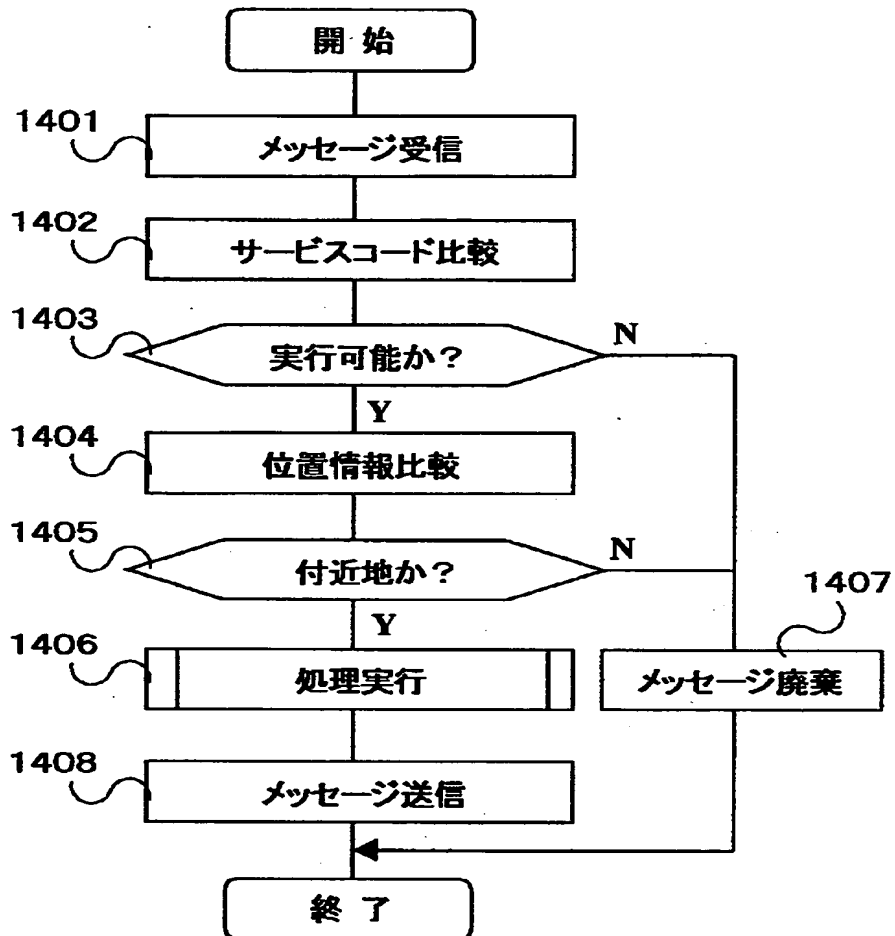 開始
1401
メッセージ受信
1402
サービスコード比較
1403
実行可能か?
N
Y
1404
位置情報比較
1405
付近地か?
N
Y
1407
1406
処理実行
メッセージ廃棄
1408
メッセージ送信
終了